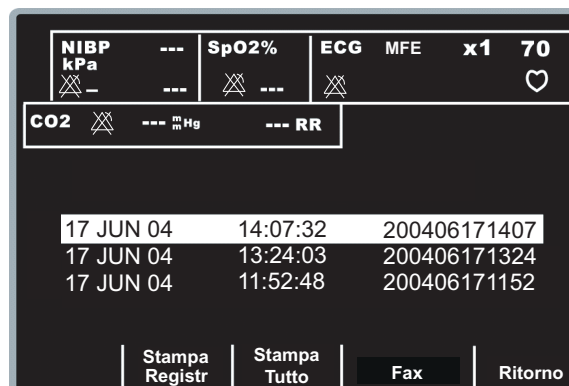 NIBP --- SpO2% ECG MFE x1 70
kPa
– --- ---
CO2 --- mmHg --- RR
17 JUN 04 14:07:32 200406171407
17 JUN 04 13:24:03 200406171324
17 JUN 04 11:52:48 200406171152
Stampa Registr Stampa Tutto Fax Ritorno